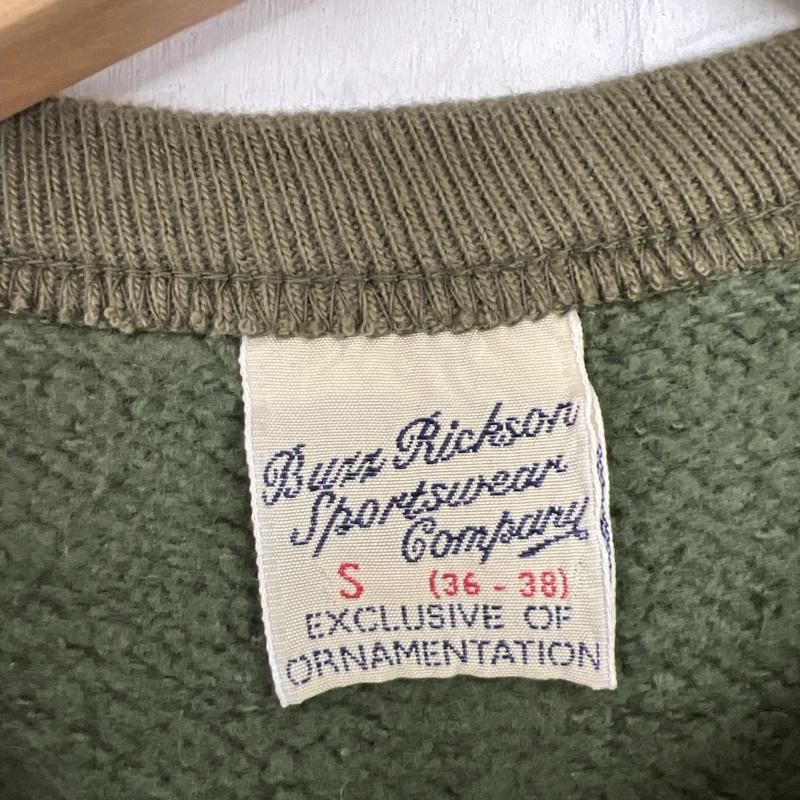 Buzz Rickson
Sportswear
Company
S (36 - 38)
EXCLUSIVE OF
ORNAMENTATION